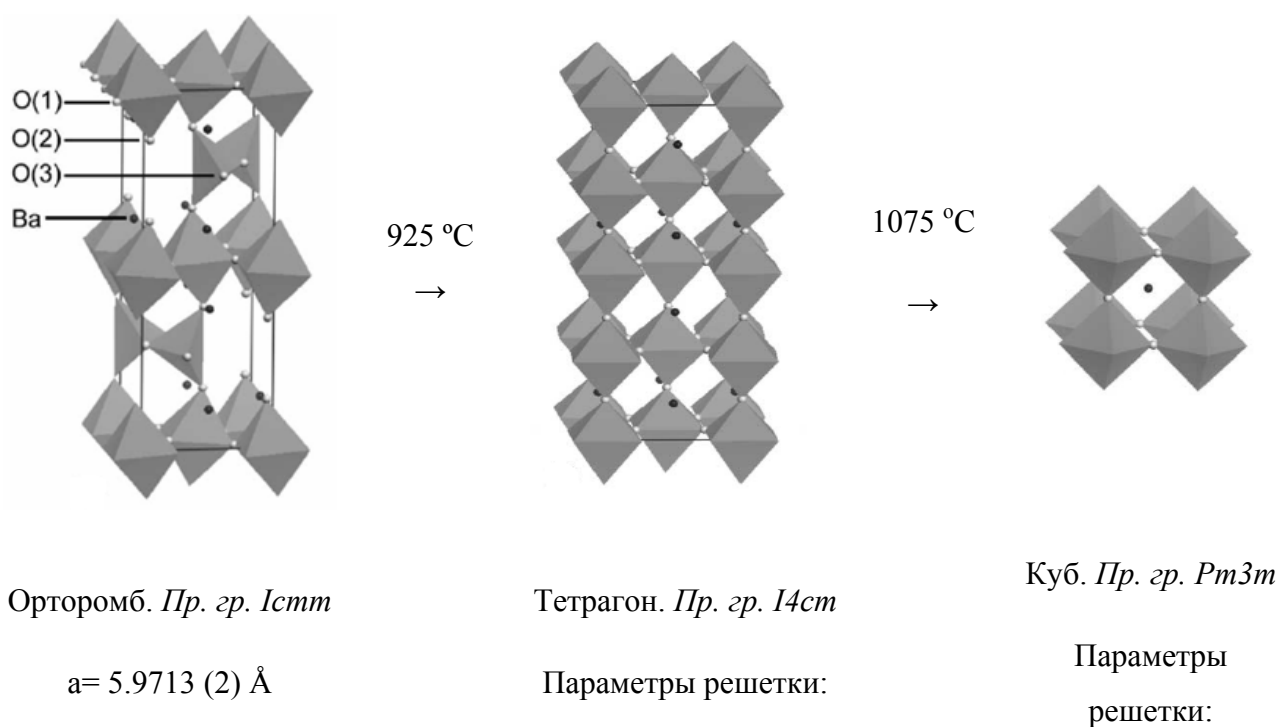 O(1)
O(2)
O(3)
Ba
925 ºC
→
1075 ºC
→
Орторомб. Пр. гр. Icmm
Тетрагон. Пр. гр. I4cm
Куб. Пр. гр. Pm3m
a= 5.9713 (2) Å
Параметры решетки:
Параметры
решетки: